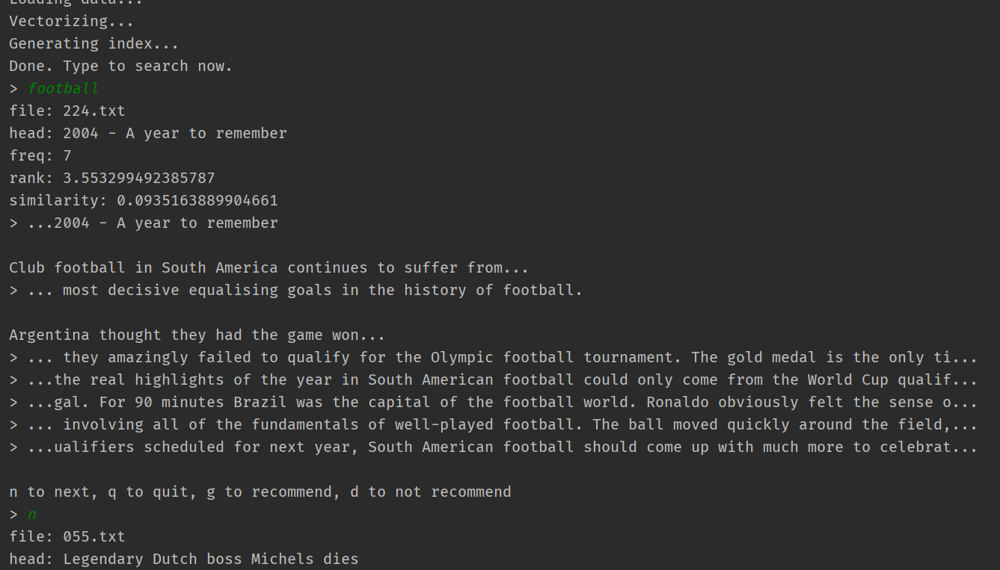 Loading data...
Vectorizing...
Generating index...
Done. Type to search now.
> football
file: 224.txt
head: 2004 - A year to remember
freq: 7
rank: 3.553299492385787
similarity: 0.0935163889904661
> ...2004 - A year to remember
Club football in South America continues to suffer from...
> ... most decisive equalising goals in the history of football.
Argentina thought they had the game won...
> ... they amazingly failed to qualify for the Olympic football tournament. The gold medal is the only ti...
> ...the real highlights of the year in South American football could only come from the World Cup qualif...
> ...gal. For 90 minutes Brazil was the capital of the football world. Ronaldo obviously felt the sense o...
> ... involving all of the fundamentals of well-played football. The ball moved quickly around the field,...
> ...ualifiers scheduled for next year, South American football should come up with much more to celebrat...
n to next, q to quit, g to recommend, d to not recommend
> n
file: 055.txt
head: Legendary Dutch boss Michels dies